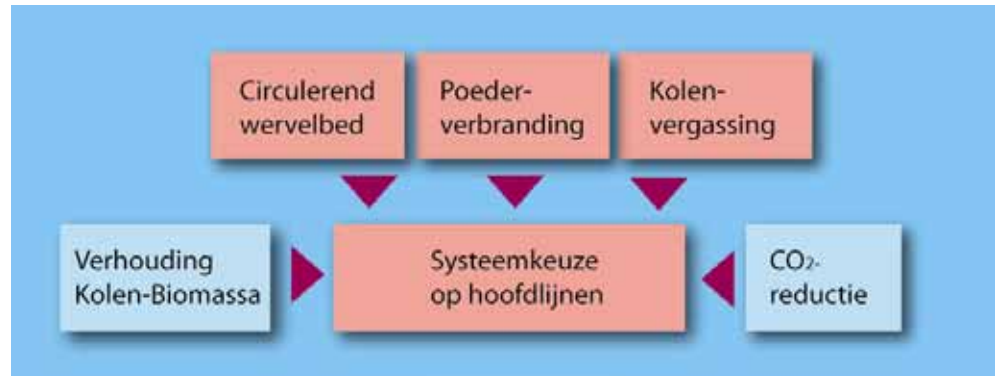 Circulerend
wervelbed
Poeder-
verbranding
Kolen-
vergassing
Verhouding
Kolen-Biomassa
Systeemkeuze
op hoofdlijnen
CO₂-
reductie